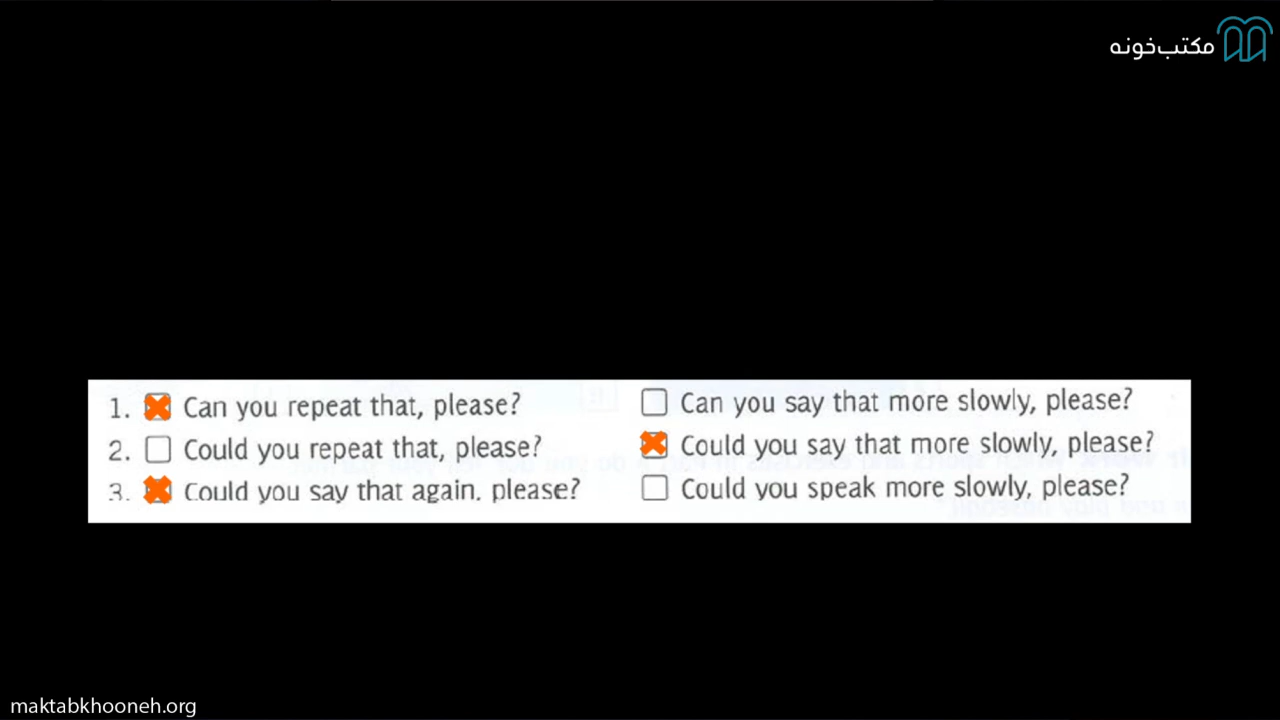 مکتب‌خونه
1. Can you repeat that, please? Can you say that more slowly, please?
2. Could you repeat that, please? Could you say that more slowly, please?
3. Could you say that again, please? Could you speak more slowly, please?
maktabkhooneh.org